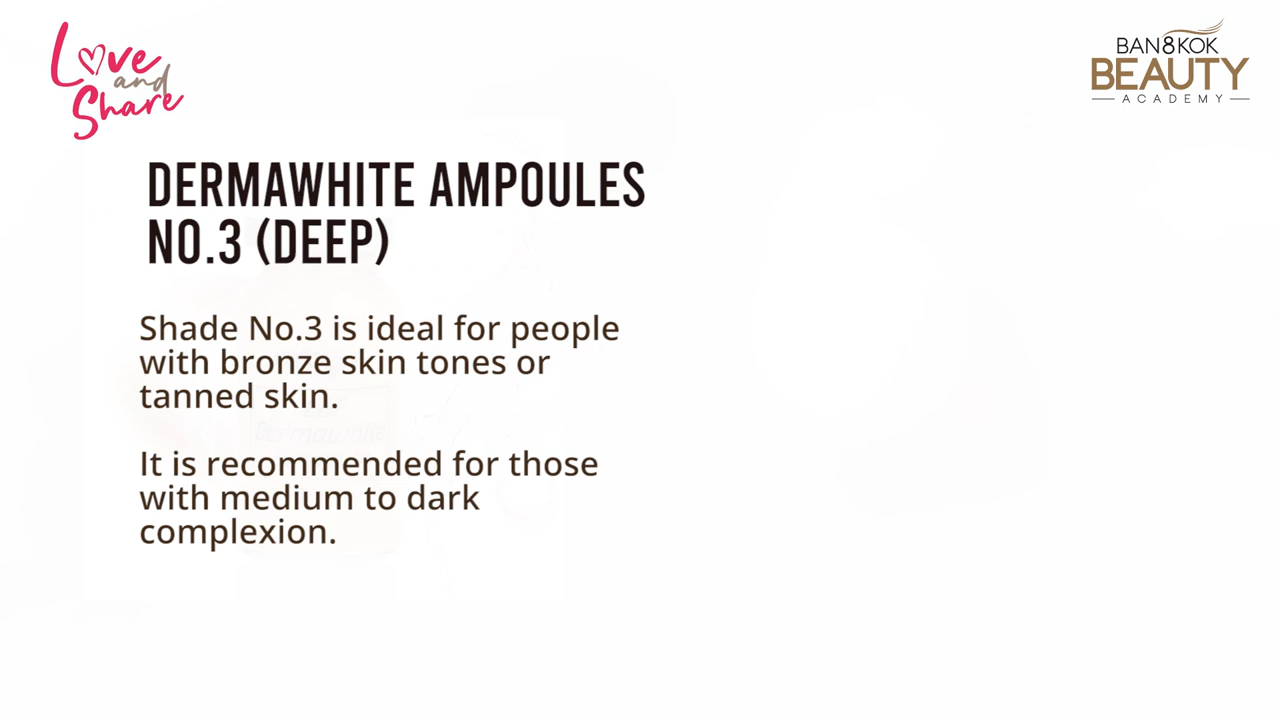 Love
and
Share
BAN8KOK
BEAUTY
ACADEMY
DERMAWHITE AMPOULES
NO.3 (DEEP)
Shade No.3 is ideal for people
with bronze skin tones or
tanned skin.
It is recommended for those
with medium to dark
complexion.
Dermawhite